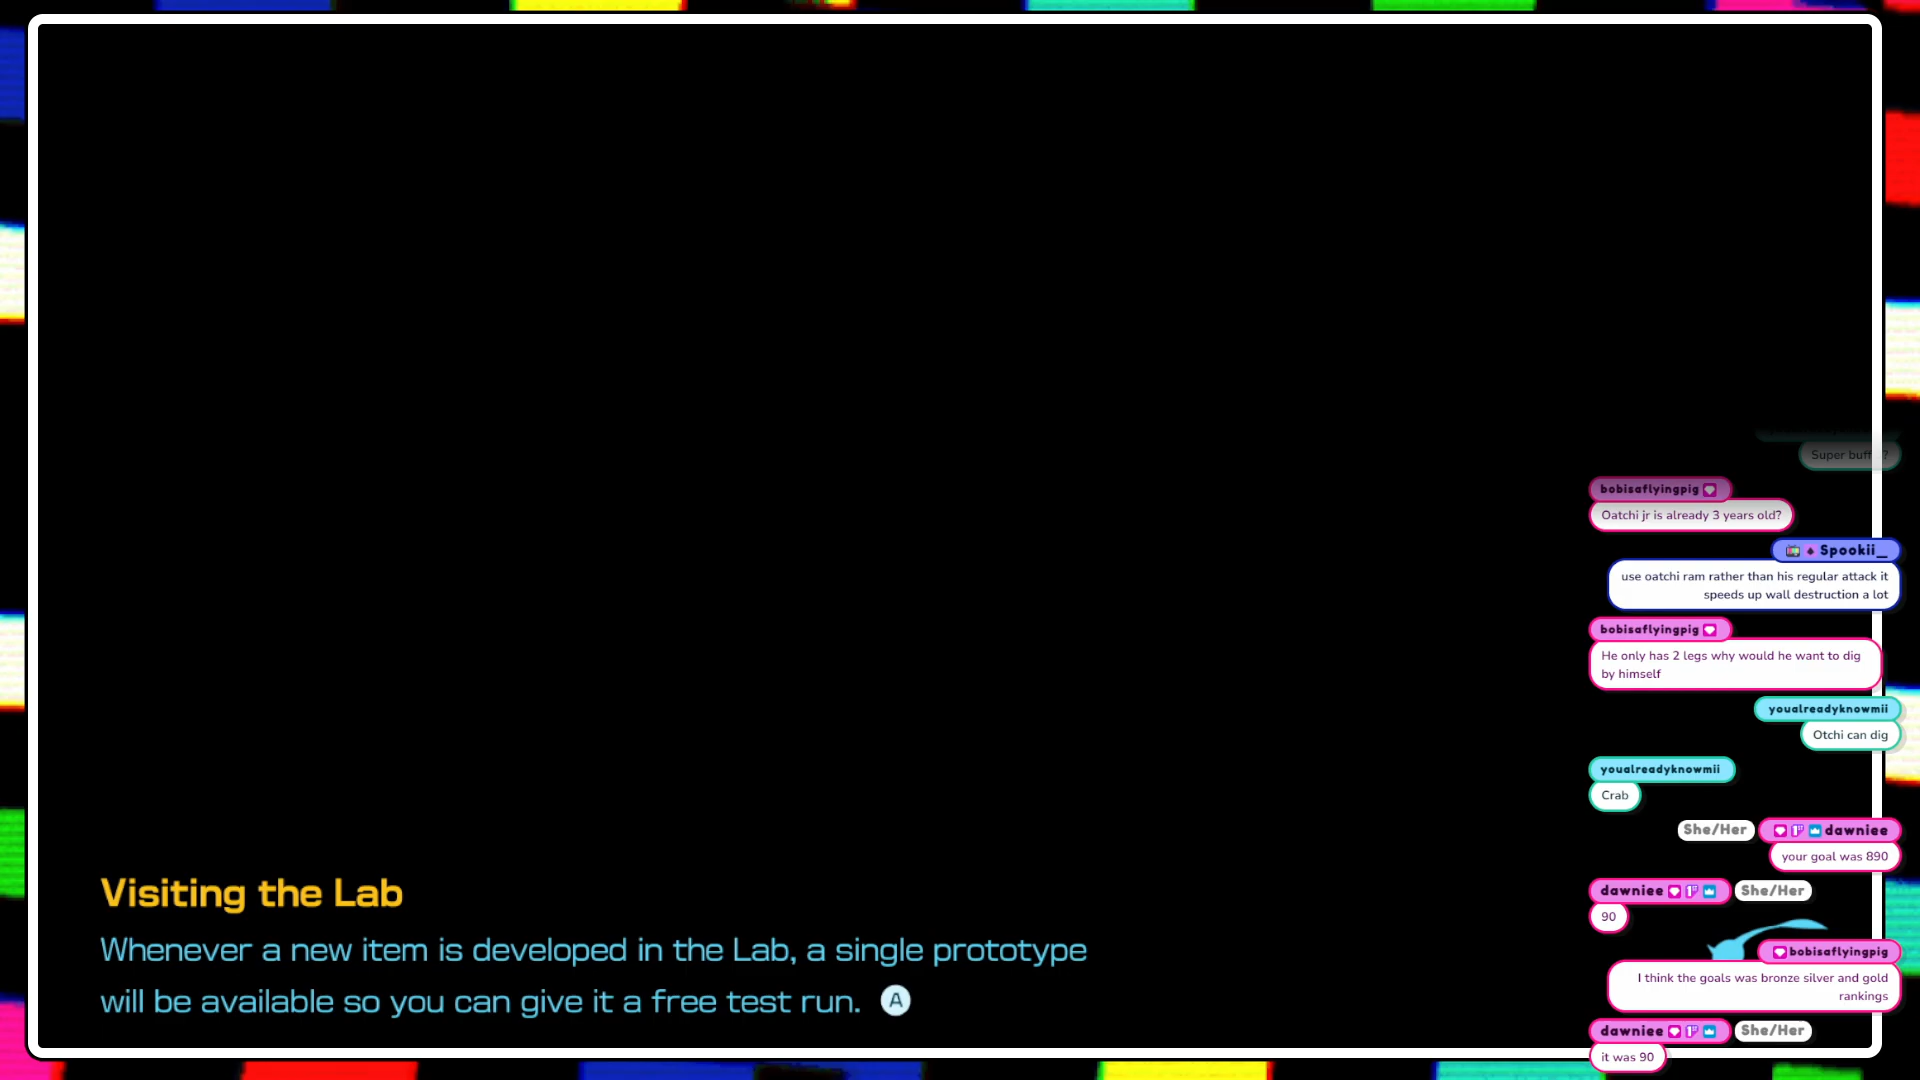 Super buff ?
bobisaflyingpig
Oatchi jr is already 3 years old?
Spookii_
use oatchi ram rather than his regular attack it
speeds up wall destruction a lot
bobisaflyingpig
He only has 2 legs why would he want to dig
by himself
youalreadyknowmii
Otchi can dig
youalreadyknowmii
Crab
She/Her dawniee
your goal was 890
dawniee She/Her
90
bobisaflyingpig
I think the goals was bronze silver and gold
rankings
dawniee She/Her
it was 90
Visiting the Lab
Whenever a new item is developed in the Lab, a single prototype
will be available so you can give it a free test run. A